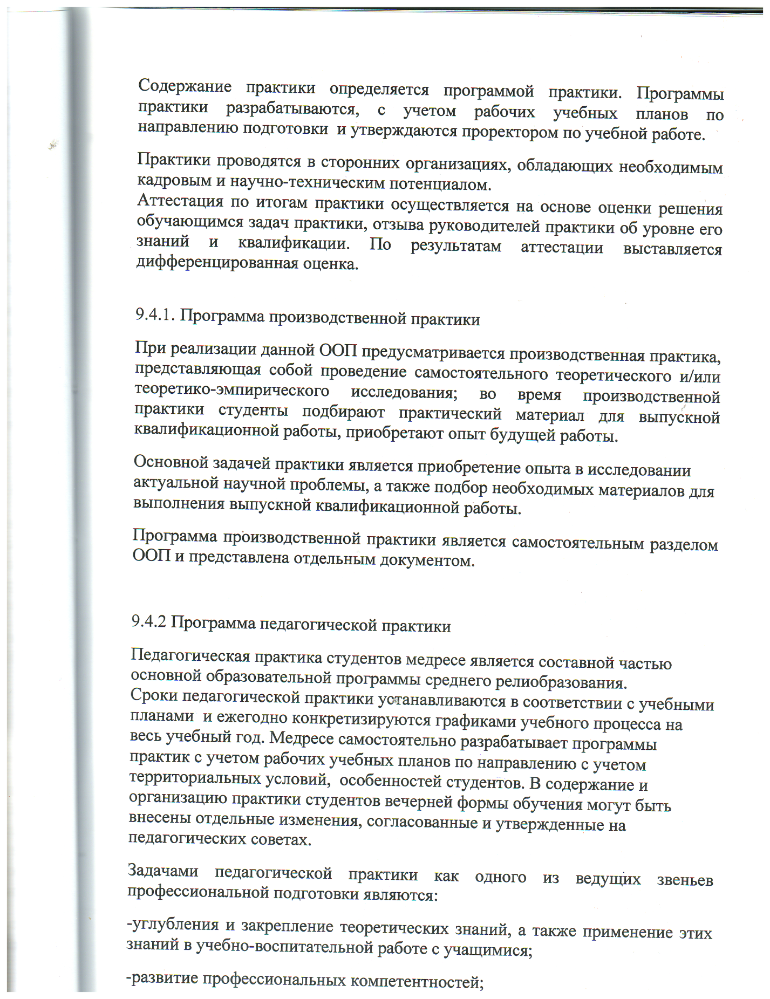 Содержание практики определяется программой практики. Программы
практики разрабатываются, с учетом рабочих учебных планов по
направлению подготовки и утверждаются проректором по учебной работе.
Практики проводятся в сторонних организациях, обладающих необходимым
кадровым и научно-техническим потенциалом.
Аттестация по итогам практики осуществляется на основе оценки решения
обучающимся задач практики, отзыва руководителей практики об уровне его
знаний и квалификации. По результатам аттестации выставляется
дифференцированная оценка.
9.4.1. Программа производственной практики
При реализации данной ООП предусматривается производственная практика,
представляющая собой проведение самостоятельного теоретического и/или
теоретико-эмпирического исследования; во время производственной
практики студенты подбирают практический материал для выпускной
квалификационной работы, приобретают опыт будущей работы.
Основной задачей практики является приобретение опыта в исследовании
актуальной научной проблемы, а также подбор необходимых материалов для
выполнения выпускной квалификационной работы.
Программа производственной практики является самостоятельным разделом
ООП и представлена отдельным документом.
9.4.2 Программа педагогической практики
Педагогическая практика студентов медресе является составной частью
основной образовательной программы среднего религобразования.
Сроки педагогической практики устанавливаются в соответствии с учебными
планами и ежегодно конкретизируются графиками учебного процесса на
весь учебный год. Медресе самостоятельно разрабатывает программы
практик с учетом рабочих учебных планов по направлению с учетом
территориальных условий, особенностей студентов. В содержание и
организацию практики студентов вечерней формы обучения могут быть
внесены отдельные изменения, согласованные и утвержденные на
педагогических советах.
Задачами педагогической практики как одного из ведущих звеньев
профессиональной подготовки являются:
-углубления и закрепление теоретических знаний, а также применение этих
знаний в учебно-воспитательной работе с учащимися;
-развитие профессиональных компетентностей;